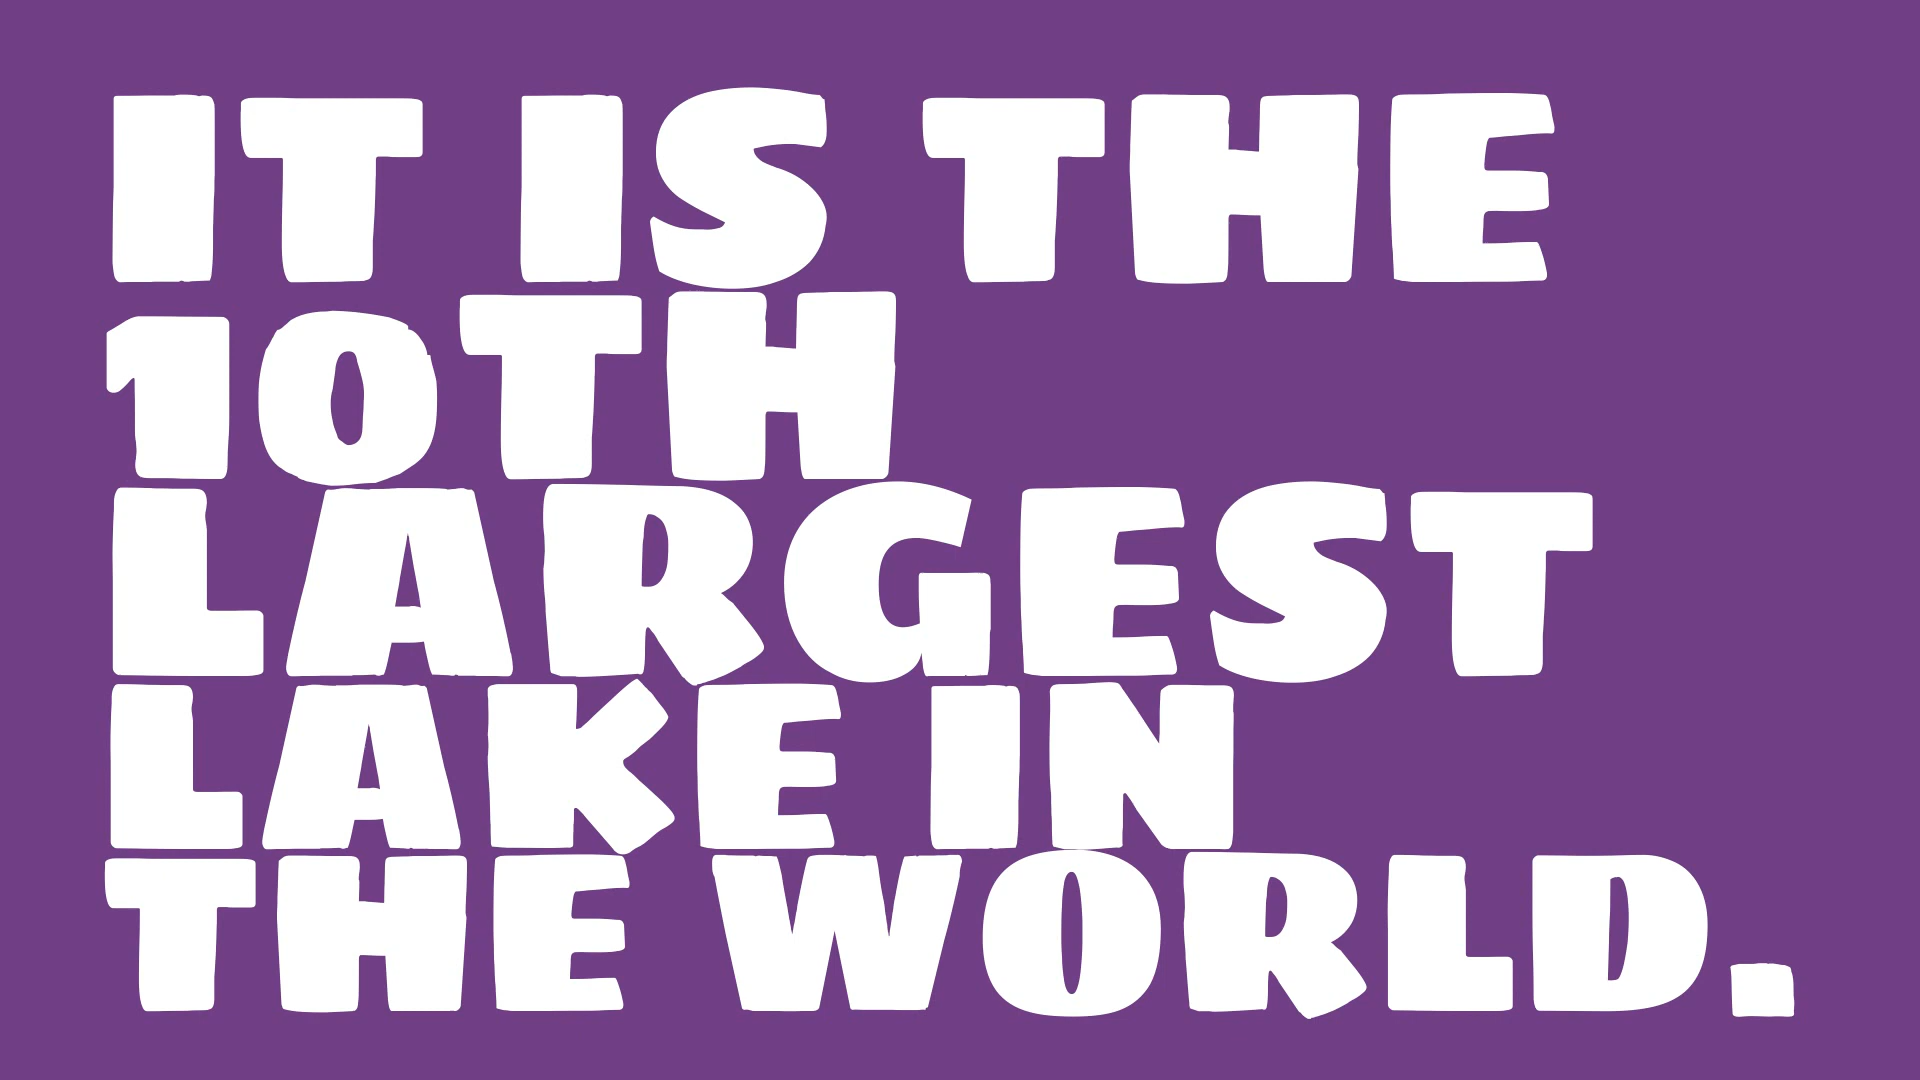 IT IS THE
10TH
LARGEST
LAKE IN
THE WORLD.